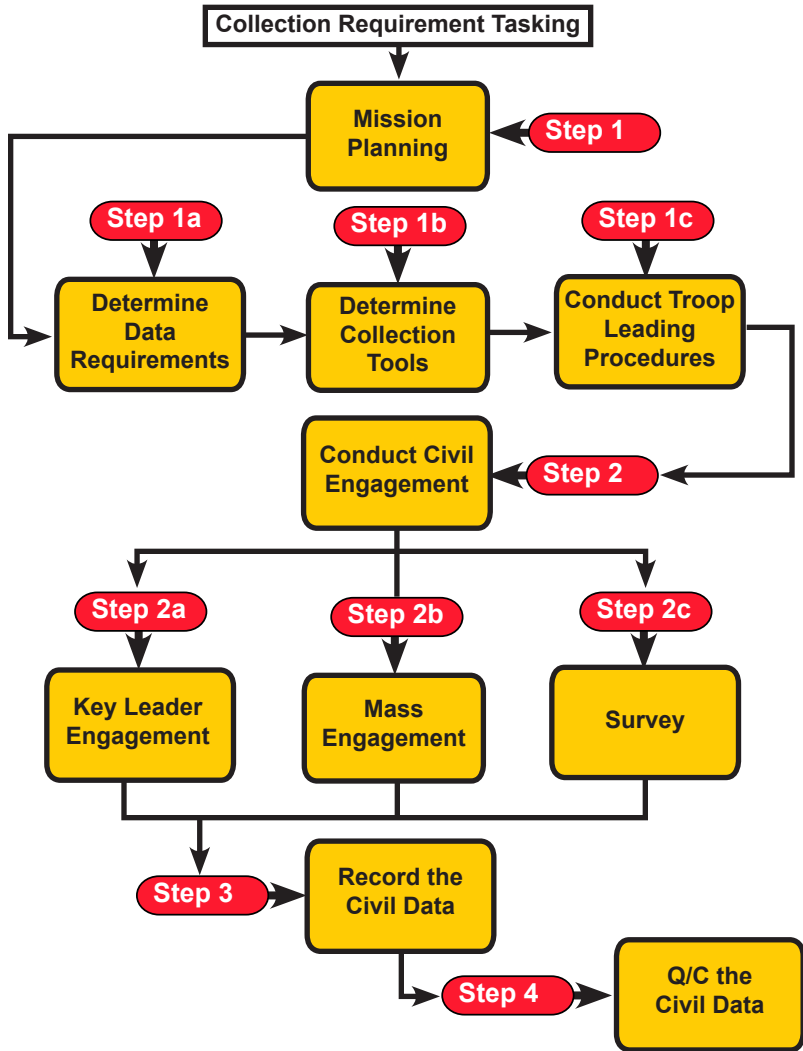 Collection Requirement Tasking
Mission
Planning
Step 1
Step 1a
Step 1b
Step 1c
Determine
Data
Requirements
Determine
Collection
Tools
Conduct Troop
Leading
Procedures
Conduct Civil
Engagement
Step 2
Step 2a
Step 2b
Step 2c
Key Leader
Engagement
Mass
Engagement
Survey
Step 3
Record the
Civil Data
Step 4
Q/C the
Civil Data